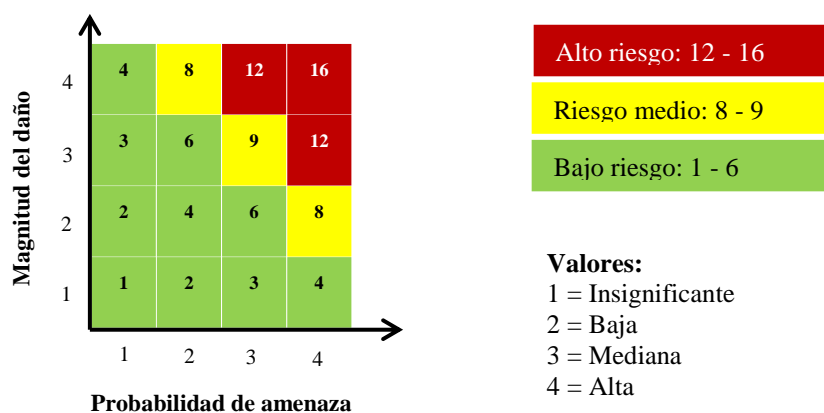 Magnitud del daño
4
4 8 12 16
3
3 6 9 12
2
2 4 6 8
1
1 2 3 4
1 2 3 4
Probabilidad de amenaza
Alto riesgo: 12 - 16
Riesgo medio: 8 - 9
Bajo riesgo: 1 - 6
Valores:
1 = Insignificante
2 = Baja
3 = Mediana
4 = Alta